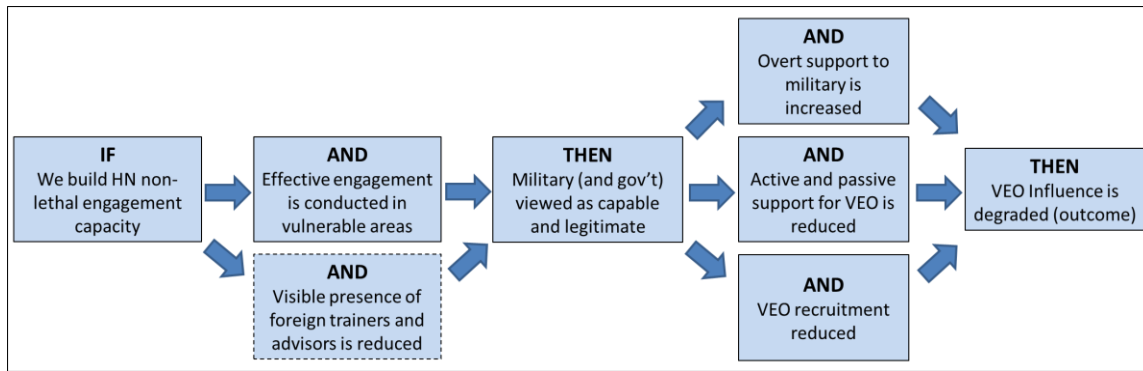 IF
We build HN non-
lethal engagement
capacity
AND
Effective engagement
is conducted in
vulnerable areas
AND
Visible presence of
foreign trainers and
advisors is reduced
THEN
Military (and gov’t)
viewed as capable
and legitimate
AND
Overt support to
military is
increased
AND
Active and passive
support for VEO is
reduced
AND
VEO recruitment
reduced
THEN
VEO Influence is
degraded (outcome)